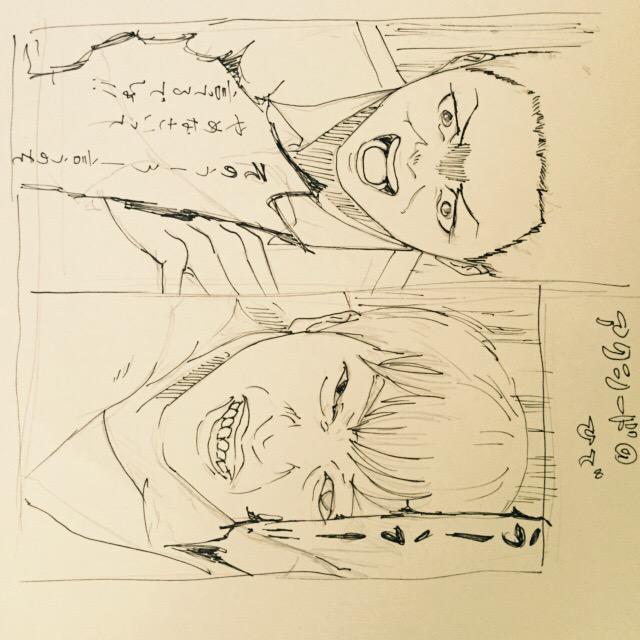 アクシードの
ひで
うーうー!!
そのうーうー言うのを
やめなさいって
言てるでしょ!!